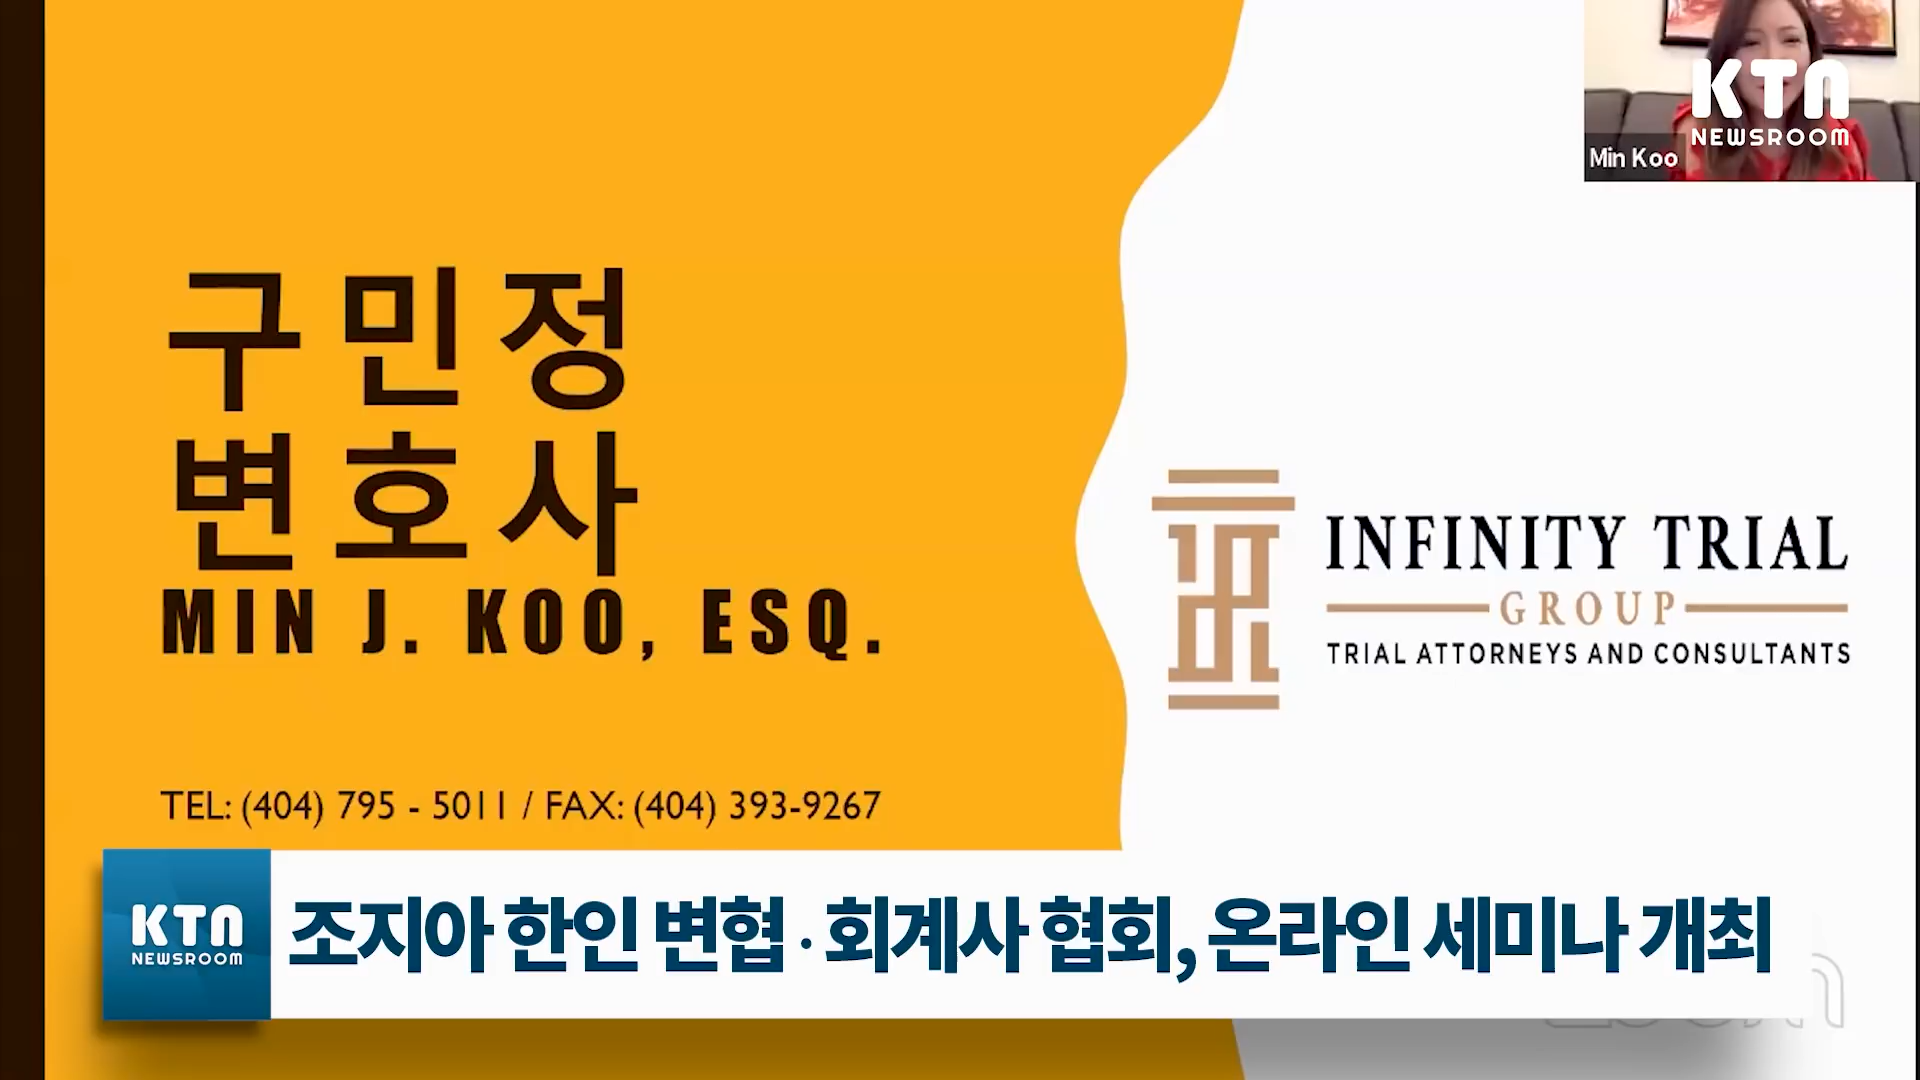 KTN
NEWSROOM
Min Koo
구민정
변호사
MIN J. KOO, ESQ.
INFINITY TRIAL
GROUP
TRIAL ATTORNEYS AND CONSULTANTS
TEL: (404) 795 - 5011 / FAX: (404) 393-9267
KTN
NEWSROOM
조지아 한인 변협·회계사 협회, 온라인 세미나 개최